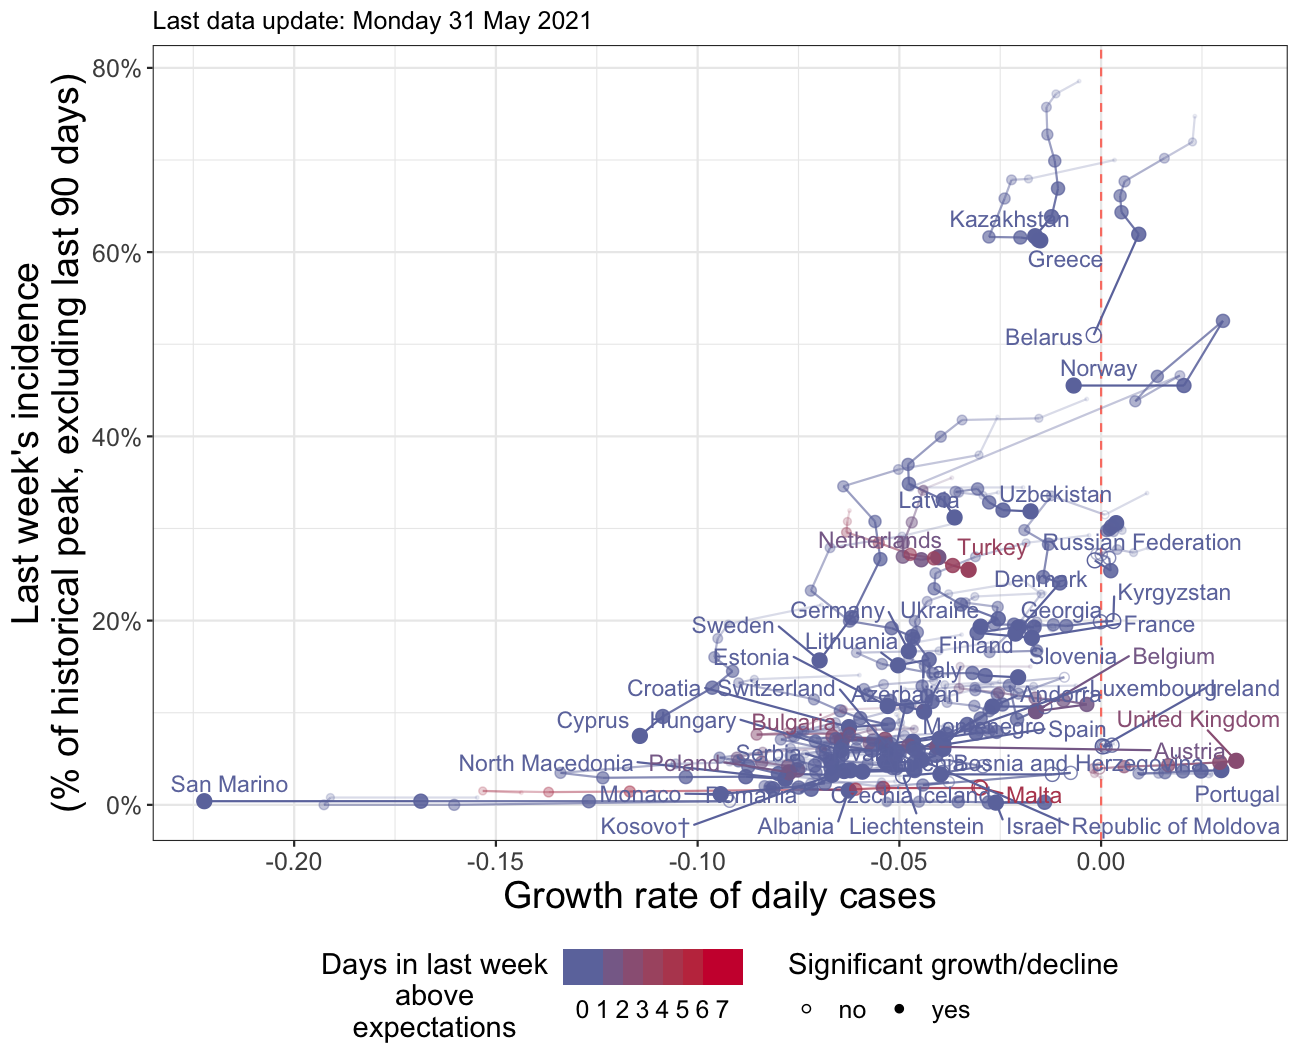 Last data update: Monday 31 May 2021
Last week's incidence
(% of historical peak, excluding last 90 days)
80%
60%
40%
20%
0%
Kazakhstan
Greece
Belarus
Norway
Latvia
Uzbekistan
Netherlands
Turkey
Russian Federation
Denmark
Kyrgyzstan
Germany
Ukraine
Georgia
France
Sweden
Lithuania
Finland
Slovenia
Belgium
Estonia
Italy
Croatia
Switzerland
Azerbaijan
Andorra
Luxembourg
Ireland
Cyprus
Hungary
Bulgaria
Montenegro
Spain
United Kingdom
Austria
North Macedonia
Poland
Serbia
Bosnia and Herzegovina
San Marino
Monaco
Romania
Czechia
Iceland
Malta
Portugal
Kosovo†
Albania
Liechtenstein
Israel
Republic of Moldova
-0.20
-0.15
-0.10
-0.05
0.00
Growth rate of daily cases
Days in last week
above
expectations
0 1 2 3 4 5 6 7
Significant growth/decline
no
yes